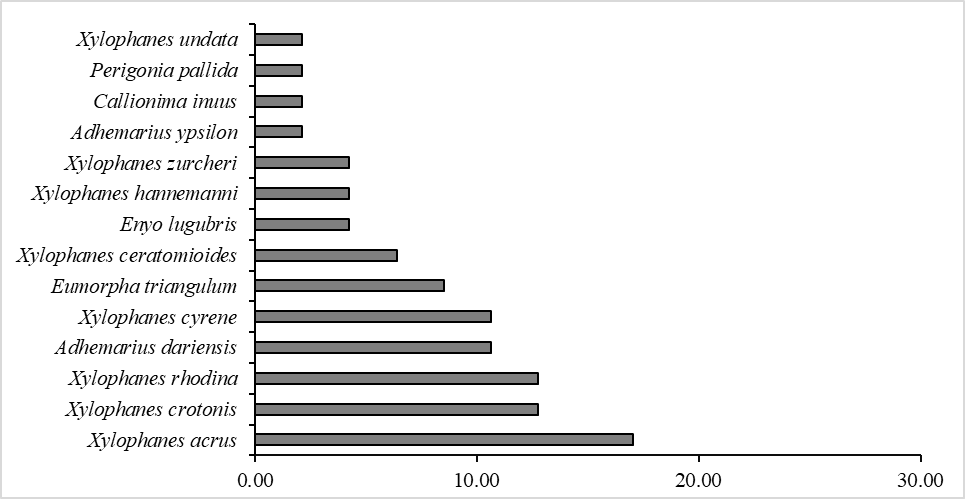 Xylophanes undata
Perigonia pallida
Callionima inuus
Adhemarius ypsilon
Xylophanes zurcheri
Xylophanes hannemanni
Enyo lugubris
Xylophanes ceratomioides
Eumorpha triangulum
Xylophanes cyrene
Adhemarius dariensis
Xylophanes rhodina
Xylophanes crotonis
Xylophanes acrus
0.00 10.00 20.00 30.00